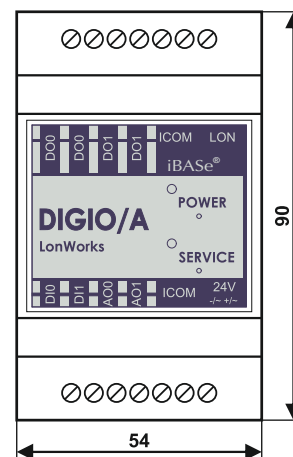 DO0 DO0 DO1 DO1 ICOM LON
iBASe®
POWER
DIGIO/A
LonWorks
SERVICE
DI0 DI1 AO0 AO1 ICOM 24V
-/~ +/~
90
54